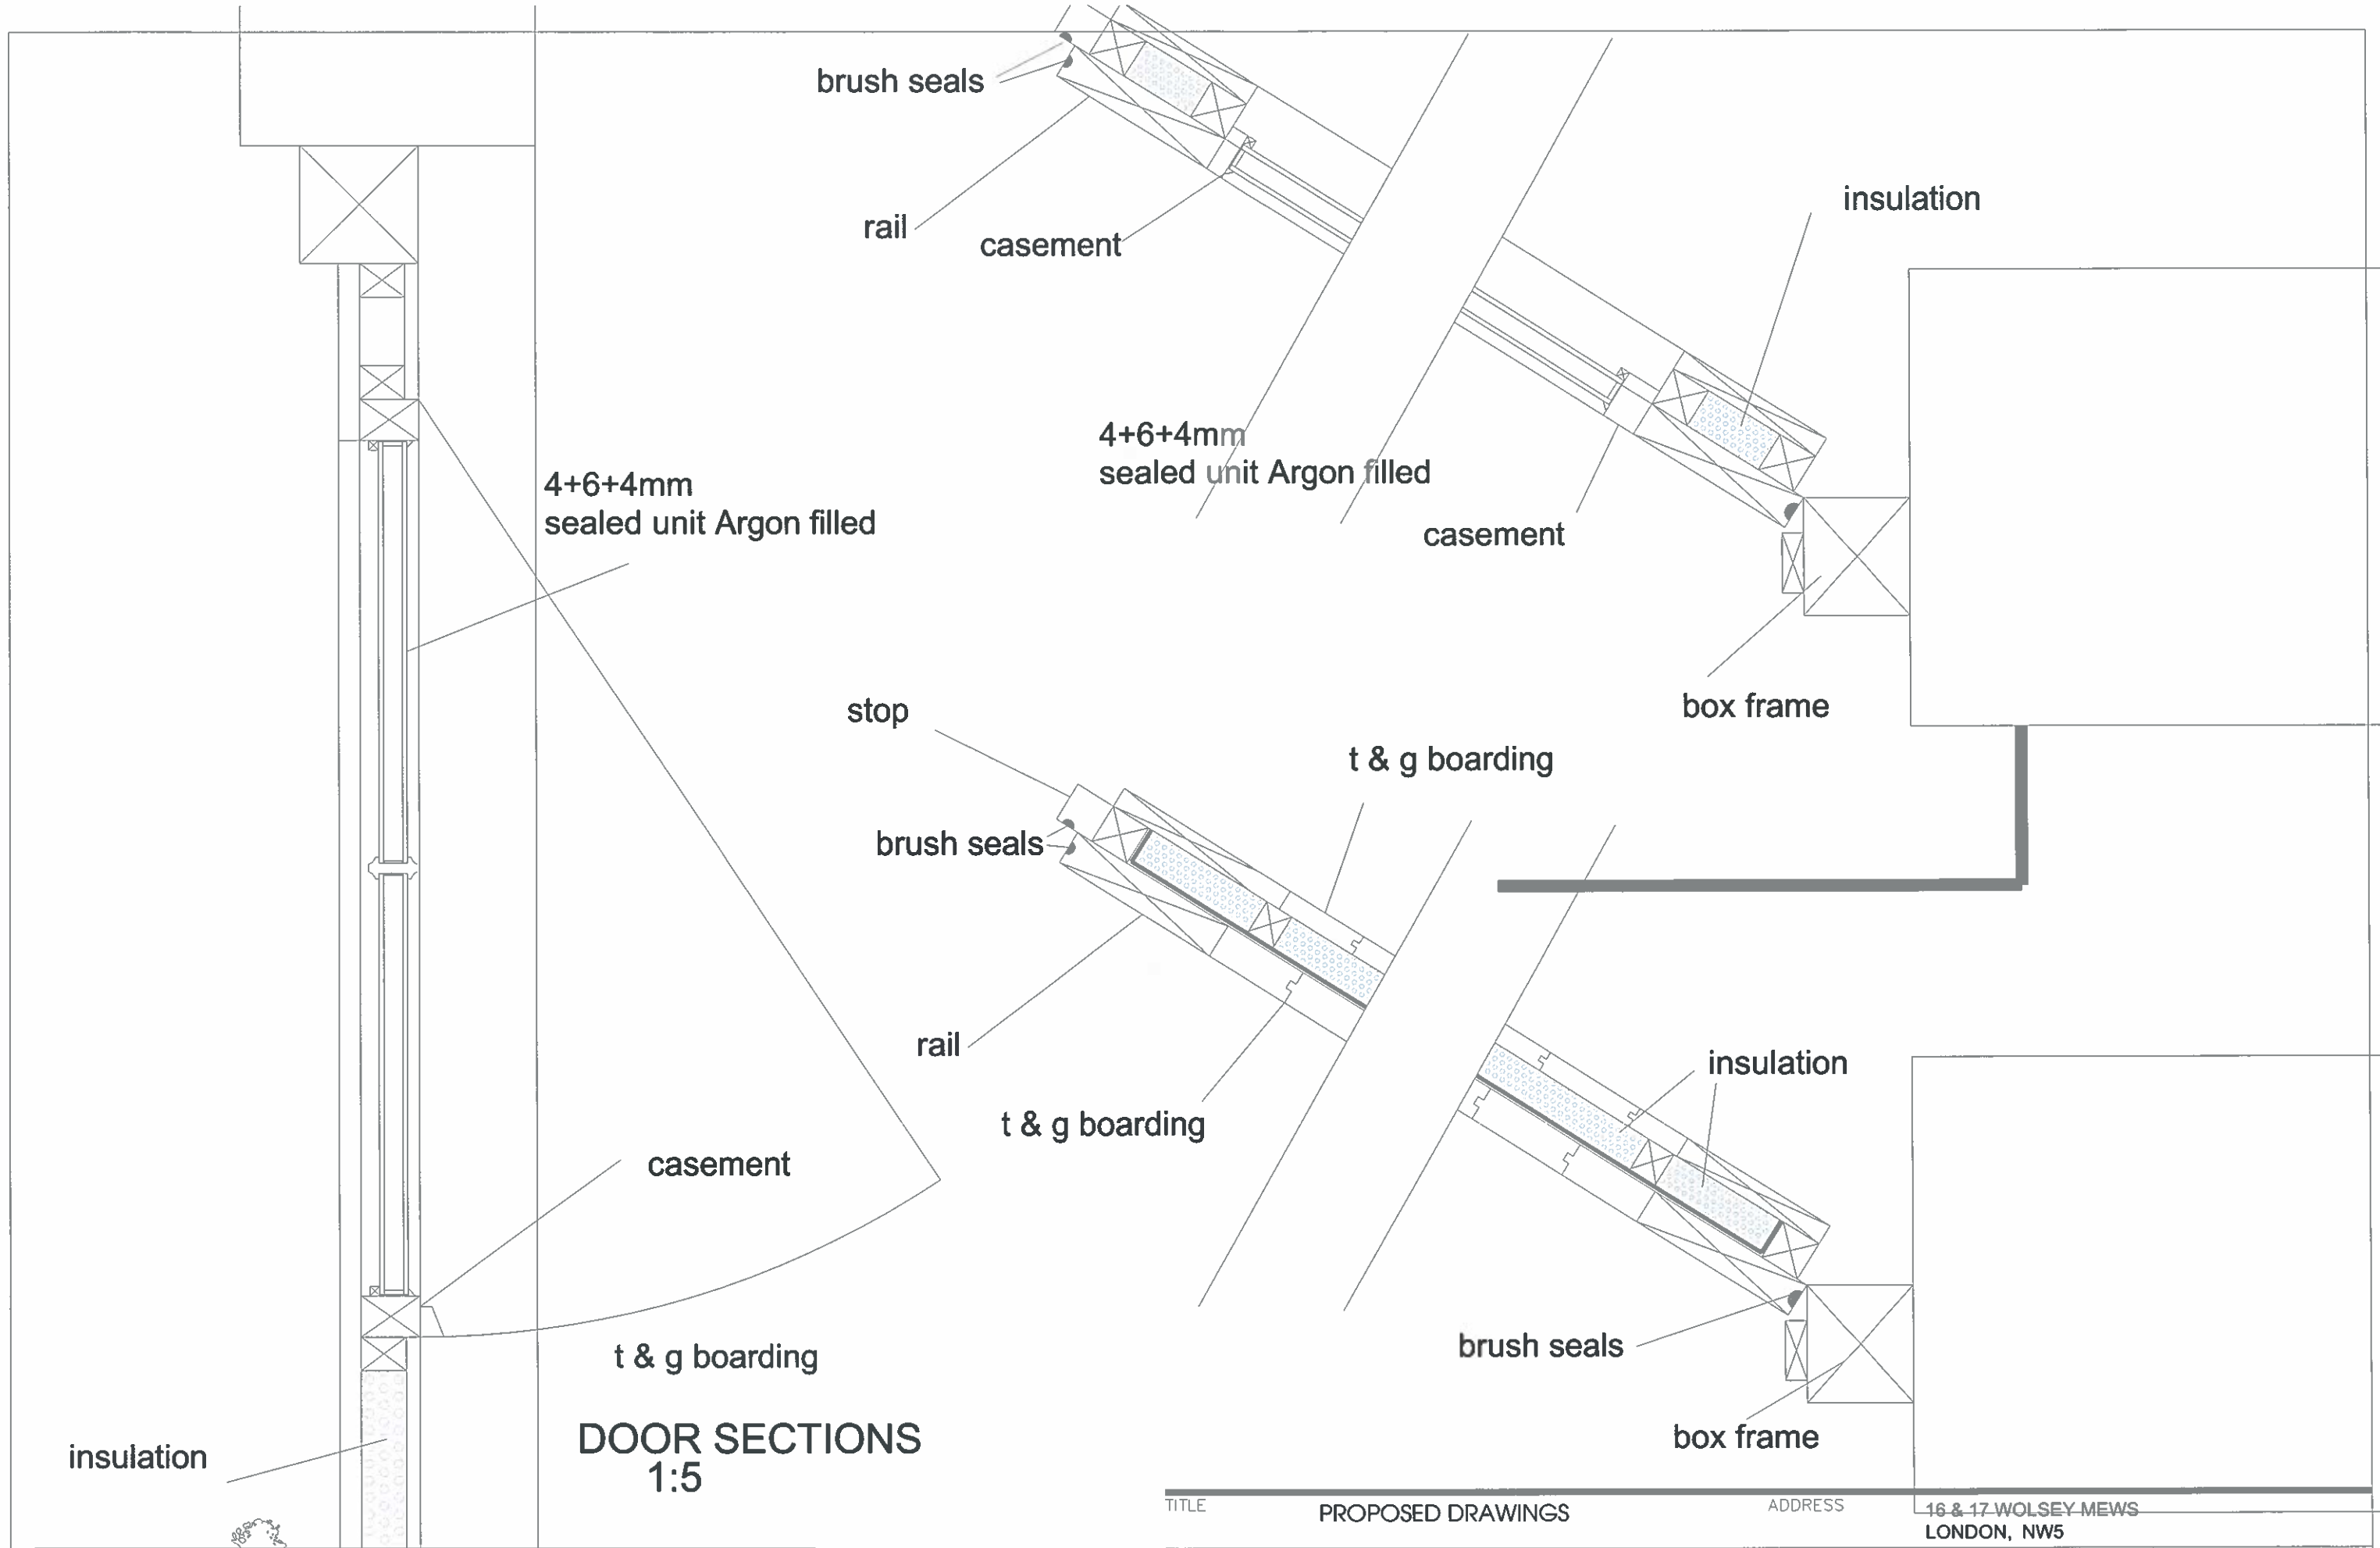 brush seals
rail
casement
insulation
4+6+4mm
sealed unit Argon filled
4+6+4mm
sealed unit Argon filled
casement
box frame
stop
t & g boarding
brush seals
rail
t & g boarding
insulation
casement
brush seals
t & g boarding
box frame
insulation
DOOR SECTIONS
1:5
TITLE
PROPOSED DRAWINGS
ADDRESS
16 & 17 WOLSEY MEWS
LONDON, NW5